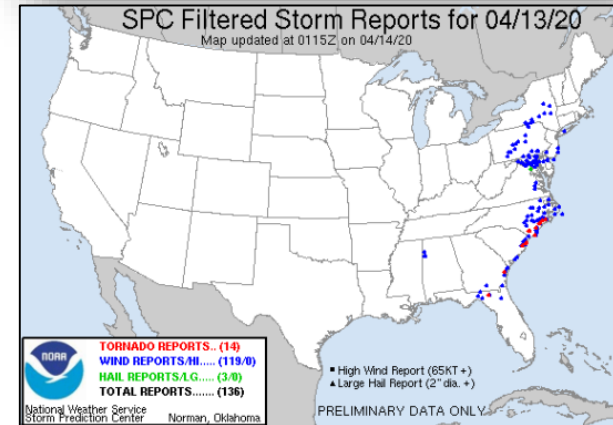 SPC Filtered Storm Reports for 04/13/20
Map updated at 0115Z on 04/14/20
NOAA
TORNADO REPORTS.. (14)
WIND REPORTS/HI..... (119/0)
HAIL REPORTS/LG..... (3/0)
TOTAL REPORTS....... (136)
National Weather Service
Storm Prediction Center Norman, Oklahoma
High Wind Report (65KT +)
Large Hail Report (2" dia. +)
PRELIMINARY DATA ONLY